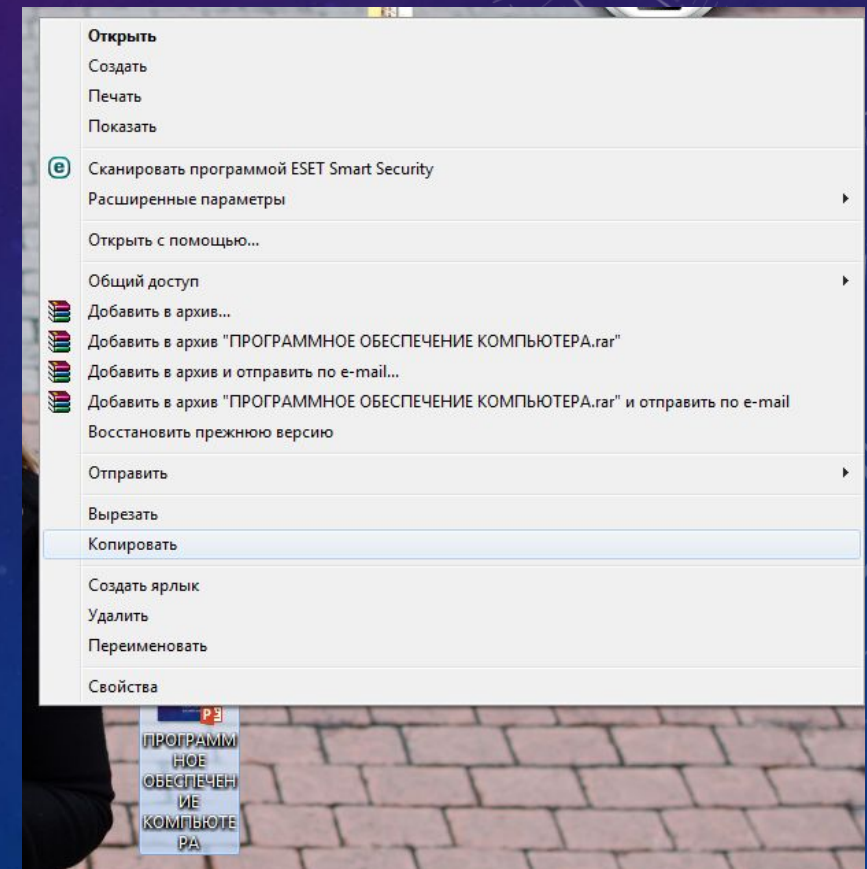 Открыть
Создать
Печать
Показать
Сканировать программой ESET Smart Security
Расширенные параметры
Открыть с помощью...
Общий доступ
Добавить в архив...
Добавить в архив "ПРОГРАММНОЕ ОБЕСПЕЧЕНИЕ КОМПЬЮТЕРА.rar"
Добавить в архив и отправить по e-mail...
Добавить в архив "ПРОГРАММНОЕ ОБЕСПЕЧЕНИЕ КОМПЬЮТЕРА.rar" и отправить по e-mail
Восстановить прежнюю версию
Отправить
Вырезать
Копировать
Создать ярлык
Удалить
Переименовать
Свойства
ПРОГРАММ
НОЕ
ОБЕСПЕЧЕН
ИЕ
КОМПЬЮТЕ
РА